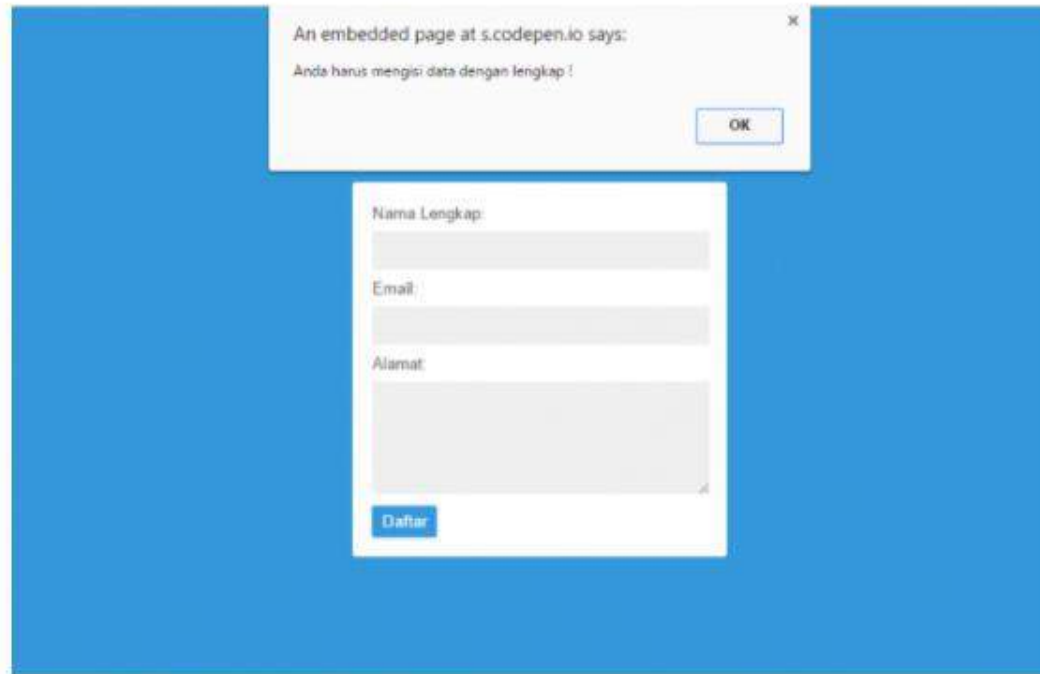 An embedded page at s.codepen.io says:
Anda harus mengisi data dengan lengkap !
OK
Nama Lengkap:
Email:
Alamat:
Daftar